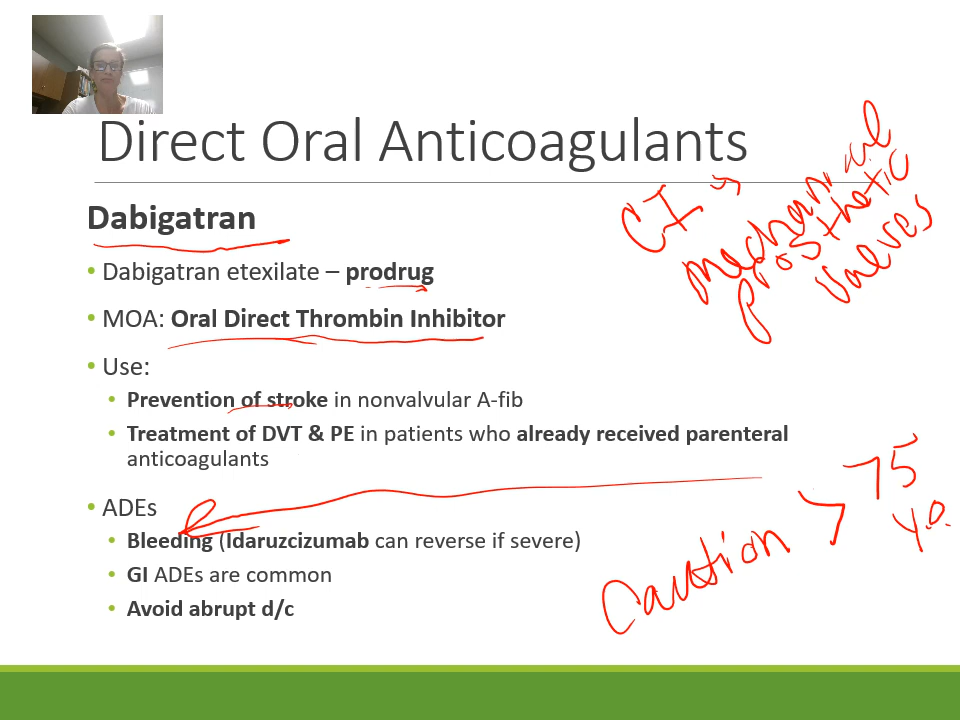 Direct Oral Anticoagulants
CI in
mechanical
prosthetic
valves
Dabigatran
• Dabigatran etexilate – prodrug
• MOA: Oral Direct Thrombin Inhibitor
• Use:
• Prevention of stroke in nonvalvular A-fib
• Treatment of DVT & PE in patients who already received parenteral
anticoagulants
• ADEs
• Bleeding (Idaruzcizumab can reverse if severe)
• GI ADEs are common
• Avoid abrupt d/c
Caution > 75
y.o.